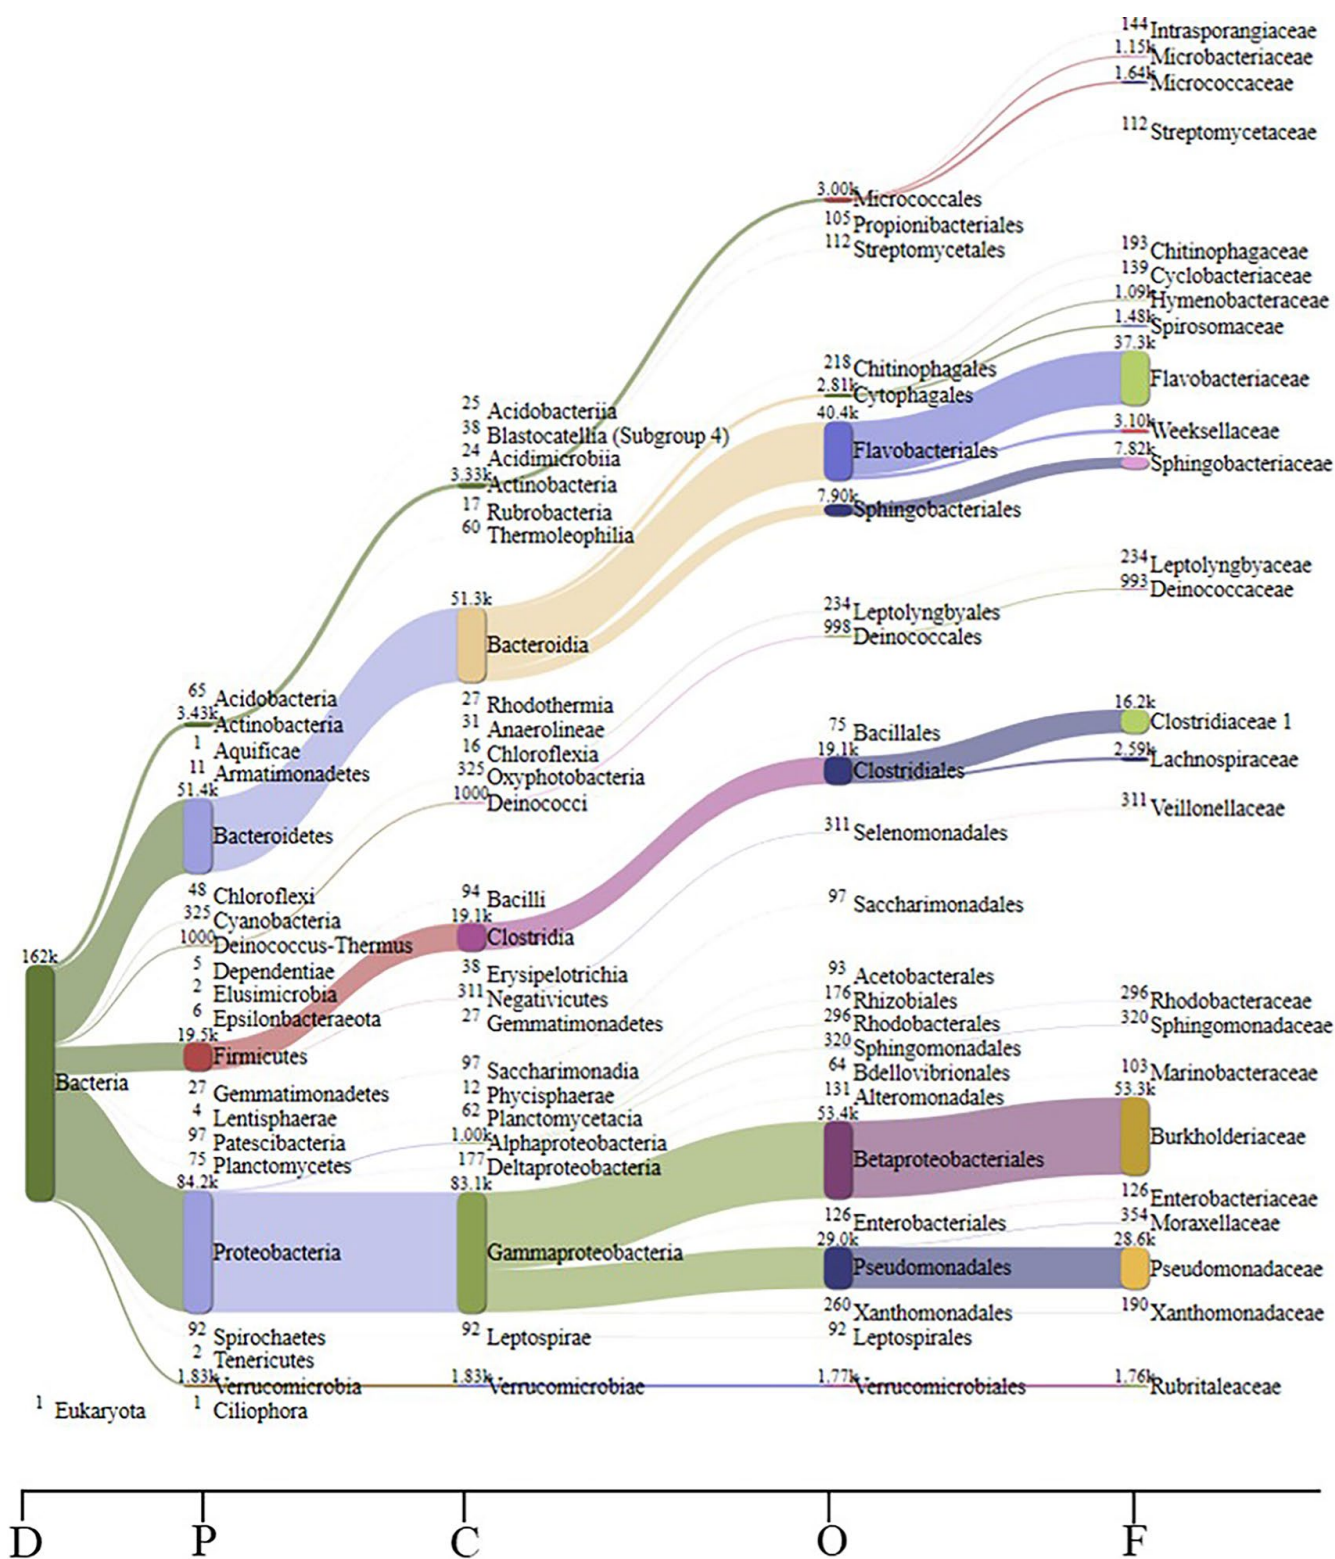 144 Intrasporangiaceae
1.15k Microbacteriaceae
1.64k Micrococcaceae
112 Streptomycetaceae
3.00k Micrococcales
105 Propionibacteriales
112 Streptomycetales
193 Chitinophagaceae
139 Cyclobacteriaceae
1.09k Hymenobacteraceae
1.48k Spirosomaceae
37.3k Flavobacteriaceae
218 Chitinophagales
2.81k Cytophagales
40.4k Flavobacteriales
3.10k Weeksellaceae
7.82k Sphingobacteriaceae
7.90k Sphingobacteriales
25 Acidobacteriia
38 Blastocatellia (Subgroup 4)
24 Acidimicrobiia
3.33k Actinobacteria
17 Rubrobacteria
60 Thermoleophilia
234 Leptolyngbyaceae
993 Deinococcaceae
234 Leptolyngbyales
998 Deinococcales
51.3k Bacteroidia
65 Acidobacteria
3.43k Actinobacteria
1 Aquificae
11 Armatimonadetes
51.4k Bacteroidetes
27 Rhodothermia
31 Anaerolineae
16 Chloroflexia
325 Oxyphotobacteria
1000 Deinococci
75 Bacillales
19.1k Clostridiales
16.2k Clostridiaceae 1
2.59k Lachnospiraceae
311 Veillonellaceae
311 Selenomonadales
48 Chloroflexi
325 Cyanobacteria
1000 Deinococcus-Thermus
5 Dependentiae
2 Elusimicrobia
6 Epsilonbacteraeota
19.5k Firmicutes
94 Bacilli
19.1k Clostridia
38 Erysipelotrichia
311 Negativicutes
27 Gemmatimonadetes
97 Saccharimonadales
93 Acetobacterales
176 Rhizobiales
296 Rhodobacterales
320 Sphingomonadales
64 Bdellovibrionales
131 Alteromonadales
296 Rhodobacteraceae
320 Sphingomonadaceae
103 Marinobacteraceae
162k Bacteria
27 Gemmatimonadetes
4 Lentisphaerae
97 Patescibacteria
75 Planctomycetes
84.2k Proteobacteria
97 Saccharimonadia
12 Phycisphaerae
62 Planctomycetacia
1.00k Alphaproteobacteria
177 Deltaproteobacteria
83.1k Gammaproteobacteria
53.4k Betaproteobacteriales
53.3k Burkholderiaceae
126 Enterobacteriales
29.0k Pseudomonadales
260 Xanthomonadales
92 Leptospirales
126 Enterobacteriaceae
354 Moraxellaceae
28.6k Pseudomonadaceae
190 Xanthomonadaceae
92 Spirochaetes
2 Tenericutes
92 Leptospirae
1.83k Verrucomicrobia
1.83k Verrucomicrobiae
1.77k Verrucomicrobiales
1.76k Rubritaleaceae
1 Eukaryota
1 Ciliophora
D P C O F